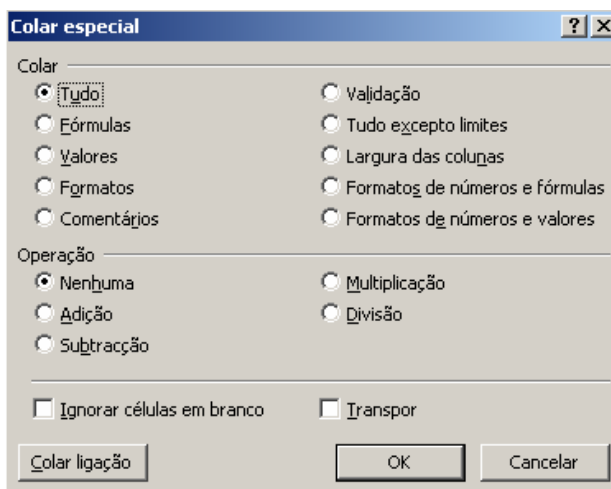 Colar especial
Colar
Tudo
Validação
Fórmulas
Tudo excepto limites
Valores
Largura das colunas
Formatos
Formatos de números e fórmulas
Comentários
Formatos de números e valores
Operação
Nenhuma
Multiplicação
Adição
Divisão
Subtracção
Ignorar células em branco
Transpor
Colar ligação
OK
Cancelar